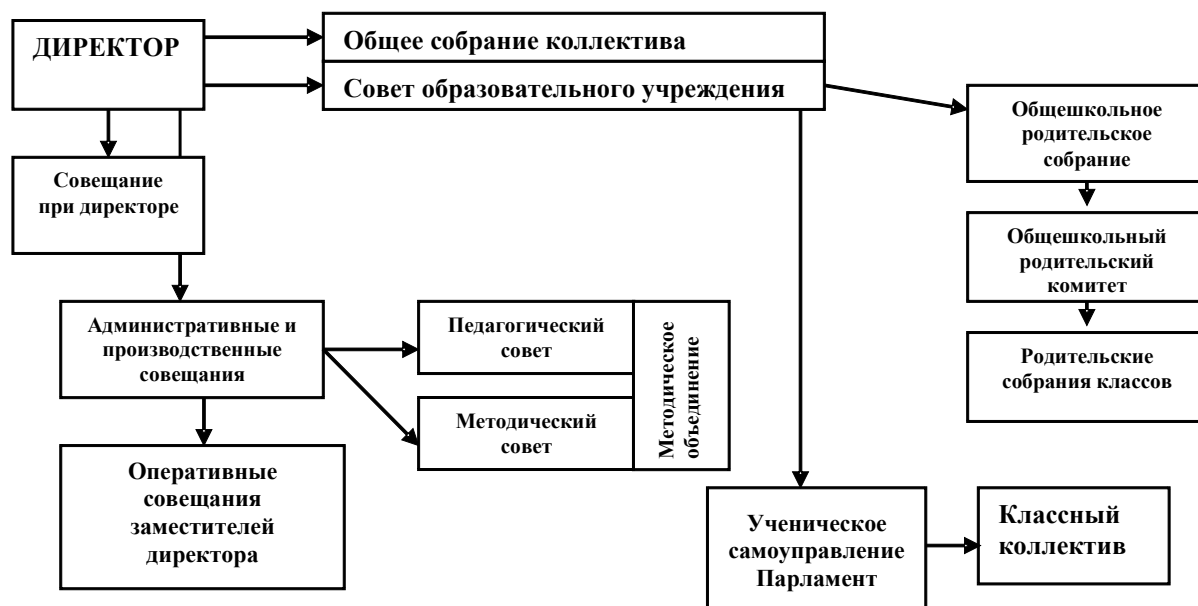 ДИРЕКТОР
Общее собрание коллектива
Совет образовательного учреждения
Общешкольное
родительское
собрание
Совещание
при директоре
Общешкольный
родительский
комитет
Административные и
производственные
совещания
Педагогический
совет
Методическое
объединение
Родительские
собрания классов
Методический
совет
Оперативные
совещания
заместителей
директора
Ученическое
самоуправление
Парламент
Классный
коллектив